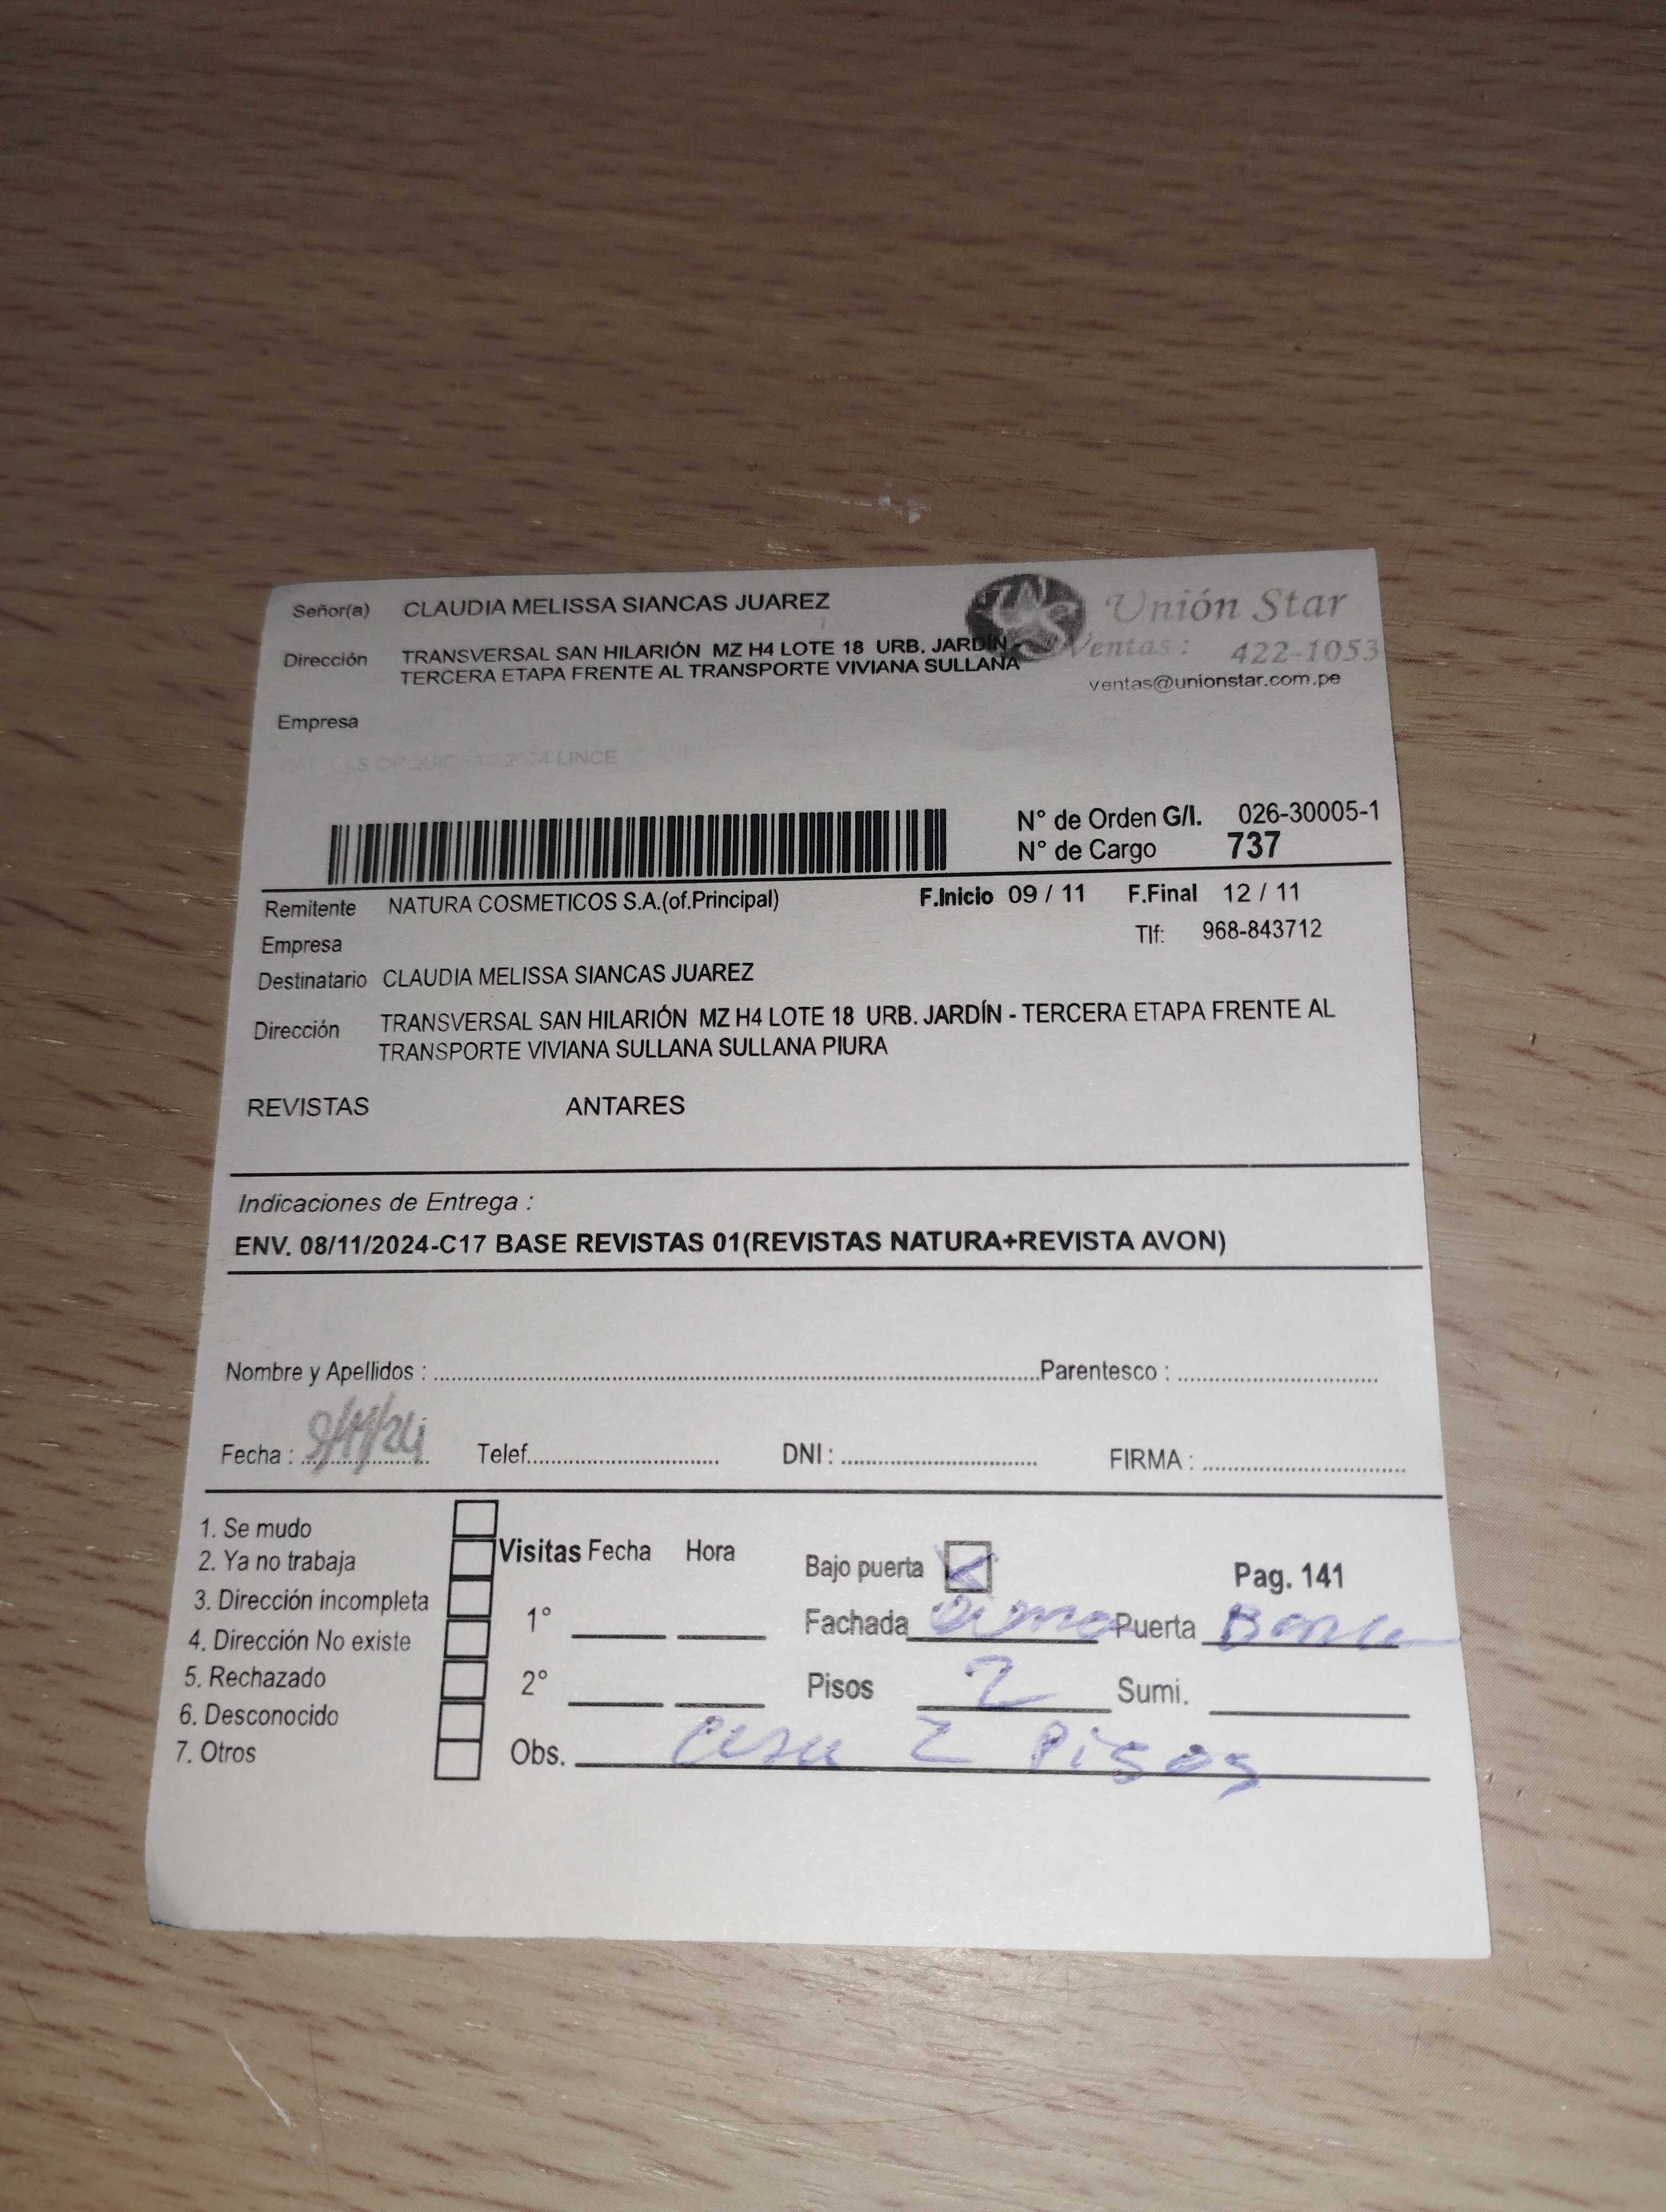 Señor(a) CLAUDIA MELISSA SIANCAS JUAREZ
Unión Star
Dirección TRANSVERSAL SAN HILARIÓN MZ H4 LOTE 18 URB. JARDÍN -
TERCERA ETAPA FRENTE AL TRANSPORTE VIVIANA SULLANA
Ventas : 422-1053
ventas@unionstar.com.pe
Empresa
LINCE
N° de Orden G/I. 026-30005-1
N° de Cargo 737
Remitente NATURA COSMETICOS S.A.(of.Principal) F.Inicio 09 / 11 F.Final 12 / 11
Empresa Tlf: 968-843712
Destinatario CLAUDIA MELISSA SIANCAS JUAREZ
Dirección TRANSVERSAL SAN HILARIÓN MZ H4 LOTE 18 URB. JARDÍN - TERCERA ETAPA FRENTE AL
TRANSPORTE VIVIANA SULLANA SULLANA PIURA
REVISTAS ANTARES
Indicaciones de Entrega :
ENV. 08/11/2024-C17 BASE REVISTAS 01(REVISTAS NATURA+REVISTA AVON)
Nombre y Apellidos : Parentesco :
Fecha : 9/11/24 Telef. DNI : FIRMA :
1. Se mudo
2. Ya no trabaja
3. Dirección incompleta
4. Dirección No existe
5. Rechazado
6. Desconocido
7. Otros
Visitas Fecha Hora
1°
2°
Bajo puerta
Pag. 141
Fachada Puerta
Pisos 2 Sumi.
Obs. casa 2 Pisos